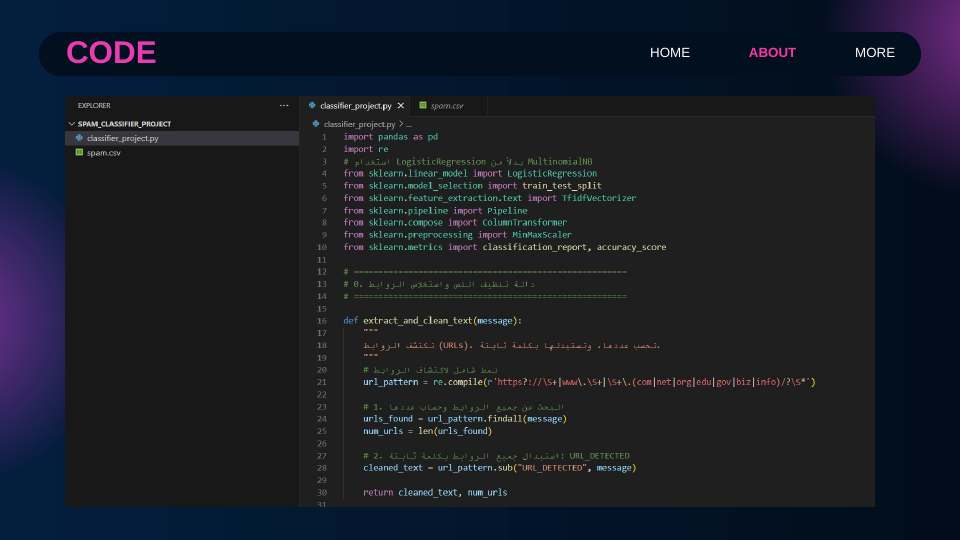 CODE
HOME
ABOUT
MORE
EXPLORER
SPAM_CLASSIFIER_PROJECT
classifier_project.py
spam.csv
classifier_project.py
spam.csv
classifier_project.py > ...
1 import pandas as pd
2 import re
3 # استخدام LogisticRegression بدلاً من MultinomialNB
4 from sklearn.linear_model import LogisticRegression
5 from sklearn.model_selection import train_test_split
6 from sklearn.feature_extraction.text import TfidfVectorizer
7 from sklearn.pipeline import Pipeline
8 from sklearn.compose import ColumnTransformer
9 from sklearn.preprocessing import MinMaxScaler
10 from sklearn.metrics import classification_report, accuracy_score
11
12 # ======================================================
13 # 0. دالة تنظيف النص واستخلاص الروابط
14 # ======================================================
15
16 def extract_and_clean_text(message):
17 """
18 تكتشف الروابط (URLs)، تحسب عددها، وتستبدلها بكلمة ثابتة.
19 """
20 # نمط شامل لاكتشاف الروابط
21 url_pattern = re.compile(r'https?://\S+|www\.\S+|\S+\.(com|net|org|edu|gov|biz|info)/?\S*')
22
23 # 1. البحث عن جميع الروابط وحساب عددها
24 urls_found = url_pattern.findall(message)
25 num_urls = len(urls_found)
26
27 # 2. استبدال جميع الروابط بكلمة ثابتة: URL_DETECTED
28 cleaned_text = url_pattern.sub("URL_DETECTED", message)
29
30 return cleaned_text, num_urls
31